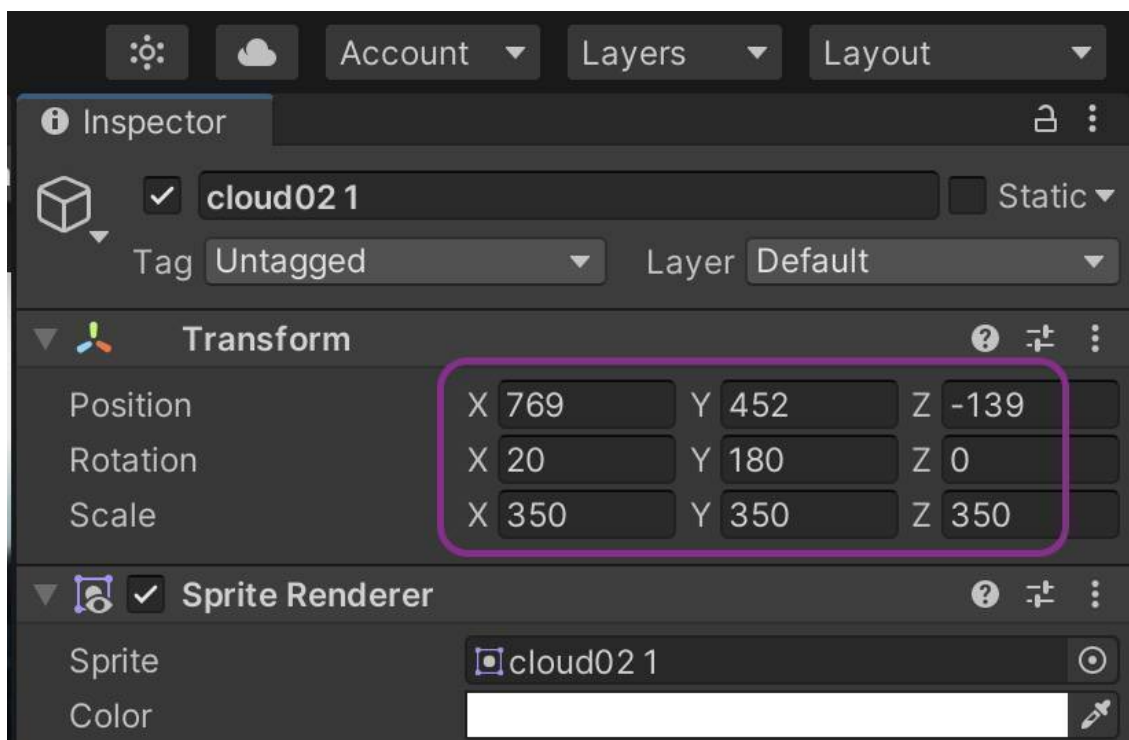 Account Layers Layout
Inspector
cloud02 1 Static
Tag Untagged Layer Default
Transform
Position X 769 Y 452 Z -139
Rotation X 20 Y 180 Z 0
Scale X 350 Y 350 Z 350
Sprite Renderer
Sprite cloud02 1
Color